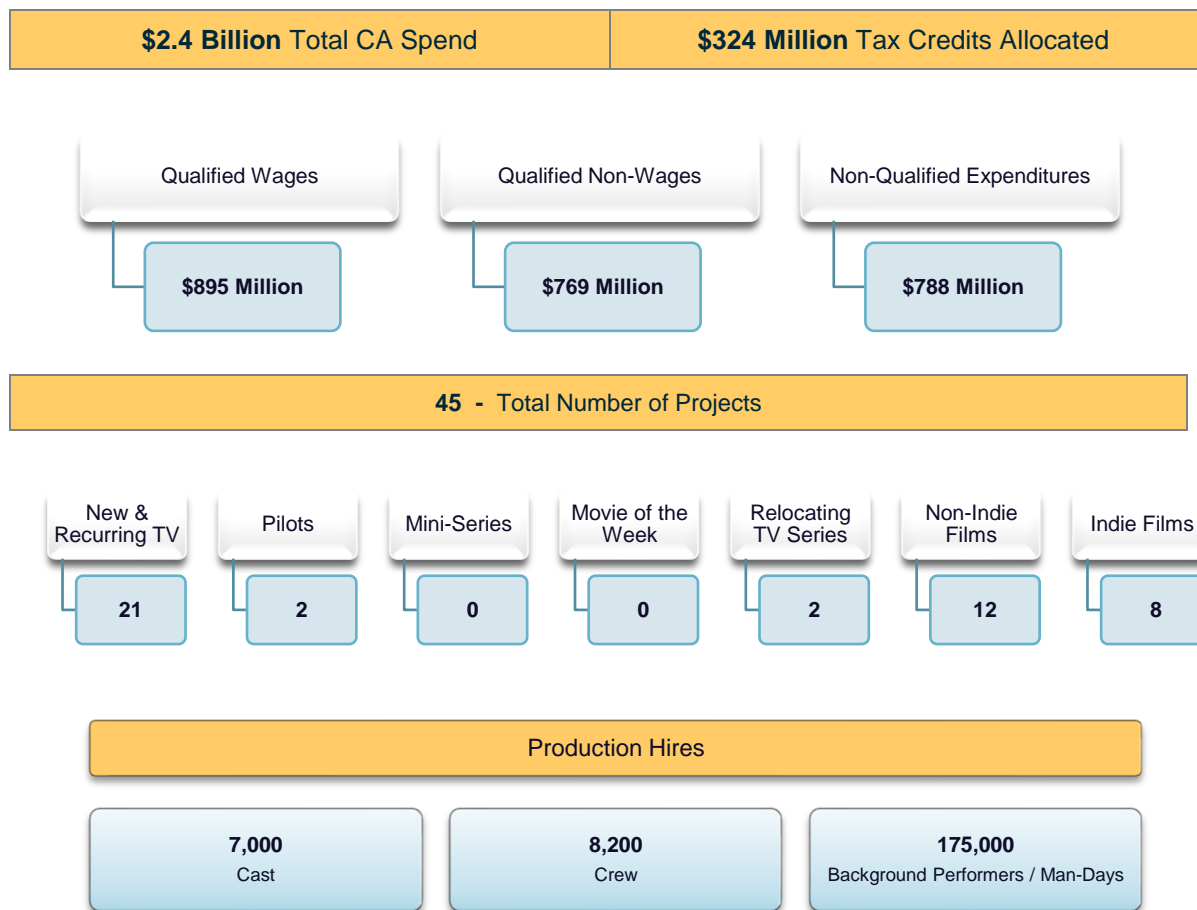 $2.4 Billion Total CA Spend
$324 Million Tax Credits Allocated
Qualified Wages
Qualified Non-Wages
Non-Qualified Expenditures
$895 Million
$769 Million
$788 Million
45 - Total Number of Projects
New &
Recurring TV
Pilots
Mini-Series
Movie of the
Week
Relocating
TV Series
Non-Indie
Films
Indie Films
21
2
0
0
2
12
8
Production Hires
7,000
Cast
8,200
Crew
175,000
Background Performers / Man-Days